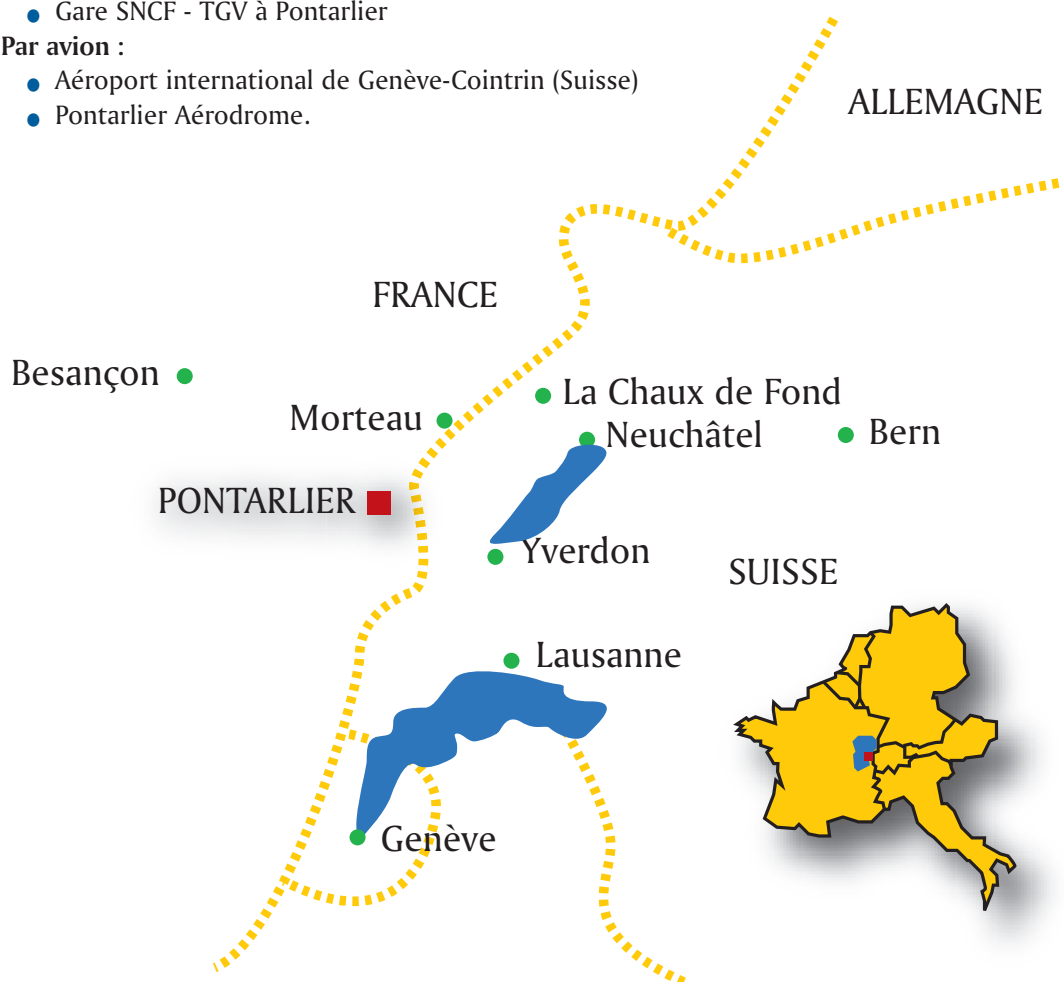 Gare SNCF - TGV à Pontarlier
Par avion :
Aéroport international de Genève-Cointrin (Suisse)
Pontarlier Aérodrome.
ALLEMAGNE
FRANCE
Besançon
La Chaux de Fond
Morteau
Neuchâtel
Bern
PONTARLIER
Yverdon
SUISSE
Lausanne
Genève